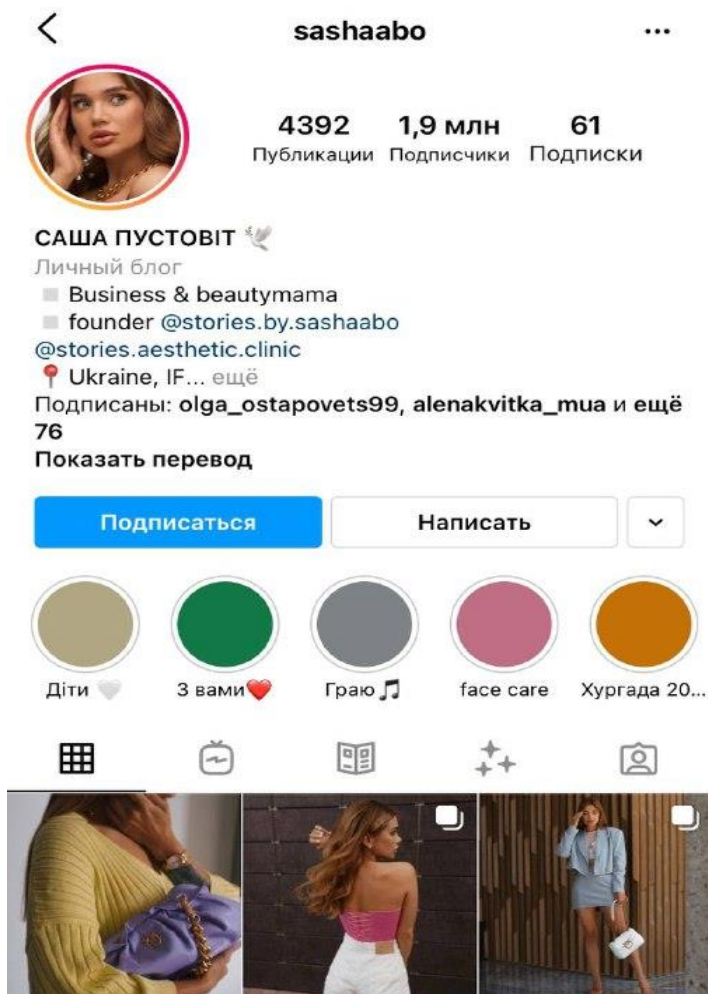 sashaabo
4392 1,9 млн 61
Публикации Подписчики Подписки
САША ПУСТОВІТ
Личный блог
Business & beautymama
founder @stories.by.sashaabo
@stories.aesthetic.clinic
Ukraine, IF... ещё
Подписаны: olga_ostapovets99, alenakvitka_mua и ещё
76
Показать перевод
Подписаться Написать
Діти З вами Граю face care Хургада 20...